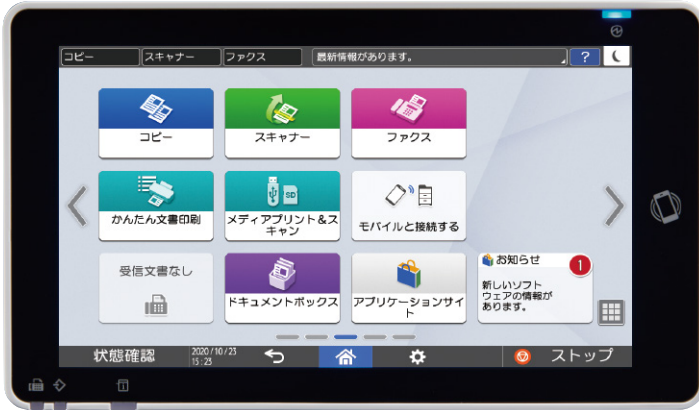 コピー
スキャナー
ファクス
最新情報があります。
?
コピー
スキャナー
ファクス
かんたん文書印刷
SD
メディアプリント&ス
キャン
モバイルと接続する
受信文書なし
ドキュメントボックス
アプリケーションサイ
ト
お知らせ
1
新しいソフト
ウェアの情報が
あります。
状態確認
2020/10/23
15:23
ストップ